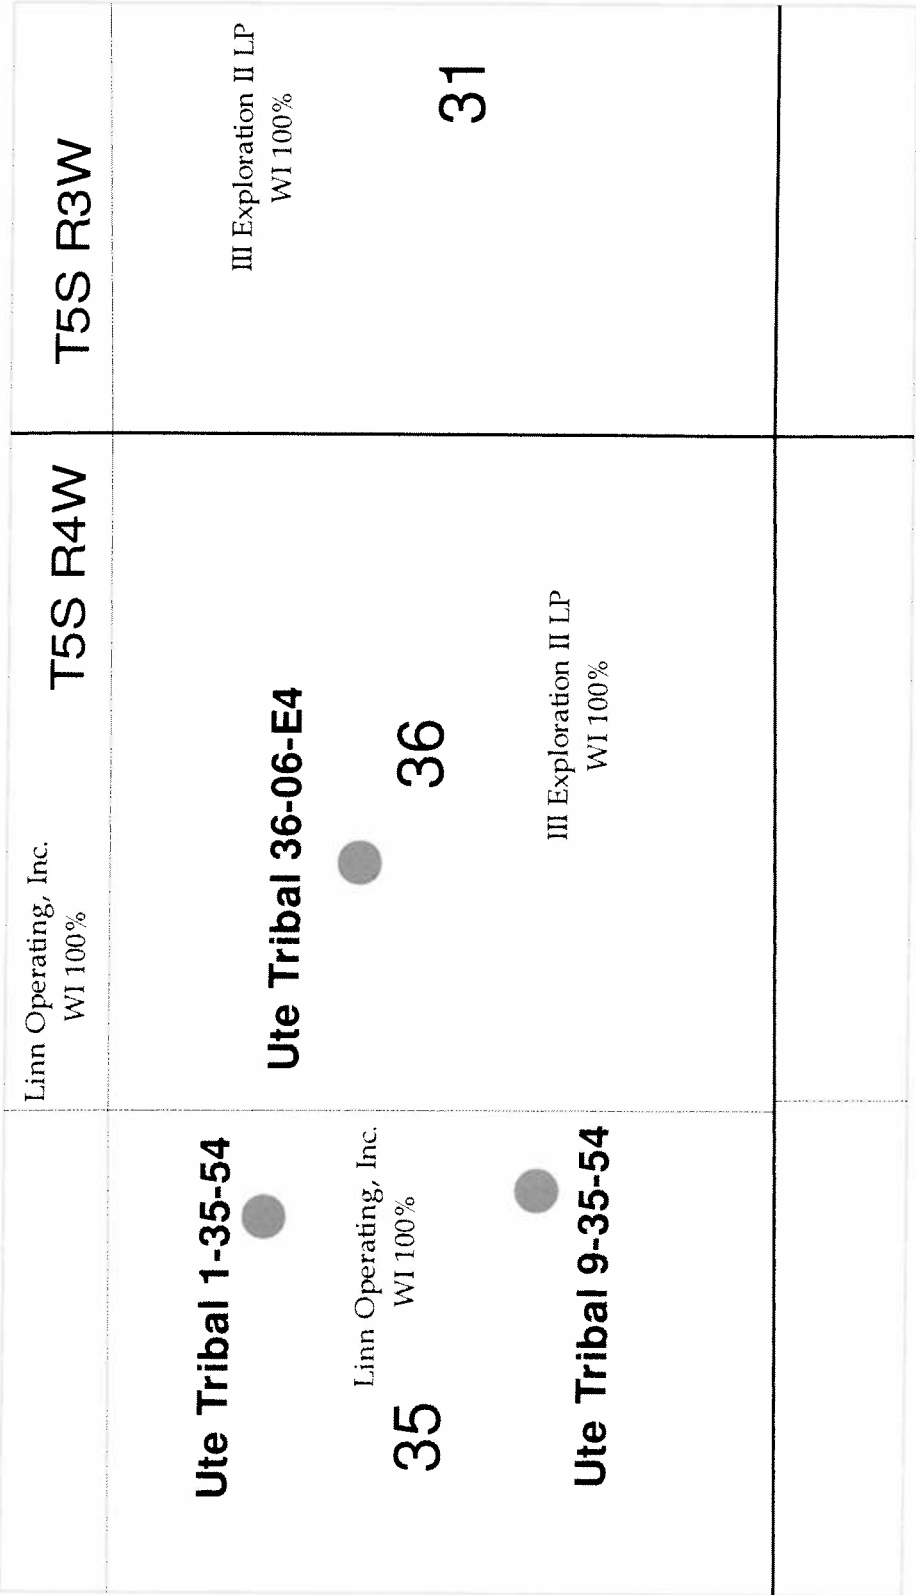 Linn Operating, Inc.
WI 100%
T5S R4W
T5S R3W
Ute Tribal 1-35-54
Linn Operating, Inc.
WI 100%
35
Ute Tribal 9-35-54
Ute Tribal 36-06-E4
36
III Exploration II LP
WI 100%
III Exploration II LP
WI 100%
31